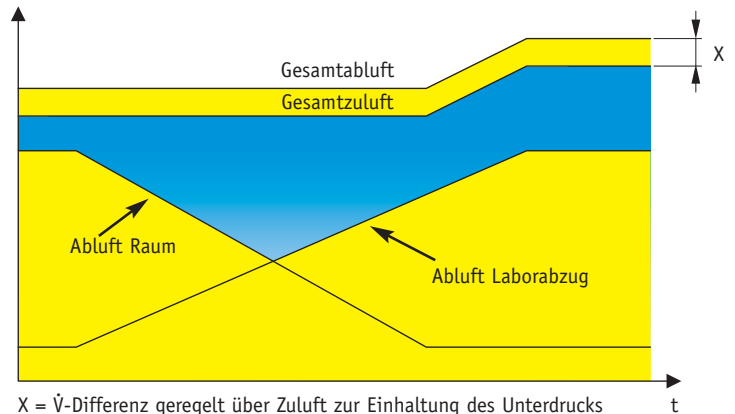 Gesamtabluft
X
Gesamtzuluft
Abluft Raum
Abluft Laborabzug
X = V̇-Differenz geregelt über Zuluft zur Einhaltung des Unterdrucks
t